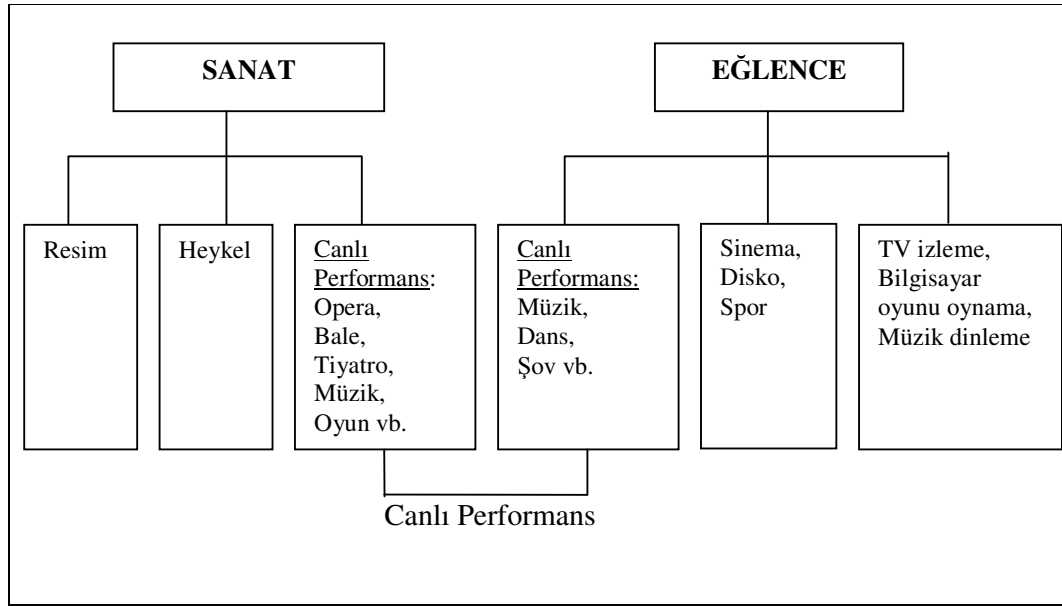 SANAT
EĞLENCE
Resim
Heykel
Canlı
Performans:
Opera,
Bale,
Tiyatro,
Müzik,
Oyun vb.
Canlı
Performans:
Müzik,
Dans,
Şov vb.
Sinema,
Disko,
Spor
TV izleme,
Bilgisayar
oyunu oynama,
Müzik dinleme
Canlı Performans